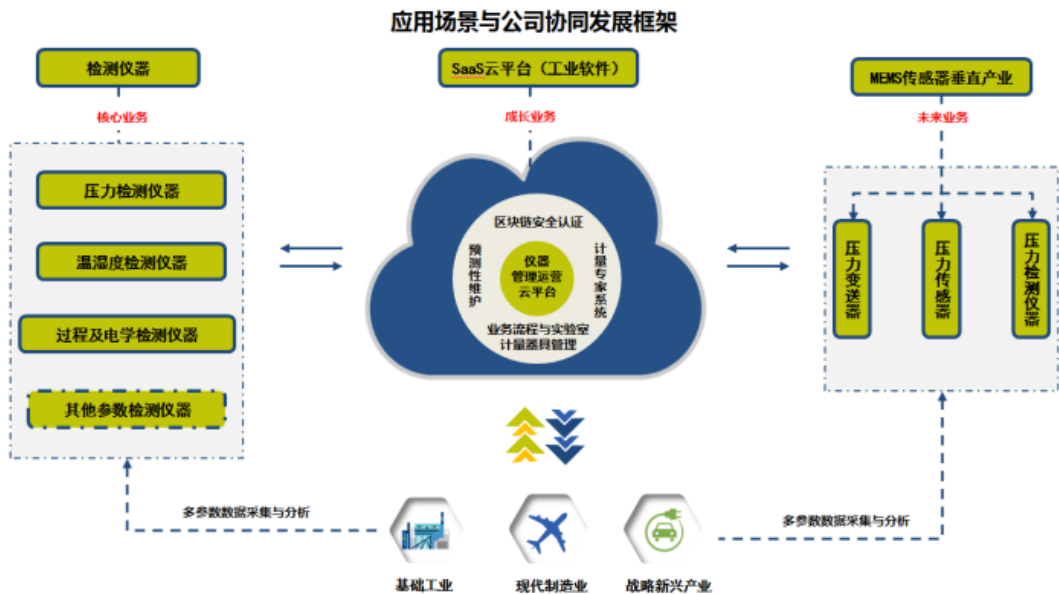 应用场景与公司协同发展框架
检测仪器
核心业务
压力检测仪器
温湿度检测仪器
过程及电学检测仪器
其他参数检测仪器
SaaS云平台（工业软件）
成长业务
区块链安全认证
预测性维护
仪器
管理运营
云平台
计量专家系统
业务流程与实验室
计量器具管理
MEMS传感器垂直产业
未来业务
压力变送器
压力传感器
压力检测仪器
多参数数据采集与分析
多参数数据采集与分析
基础工业
现代制造业
战略新兴产业